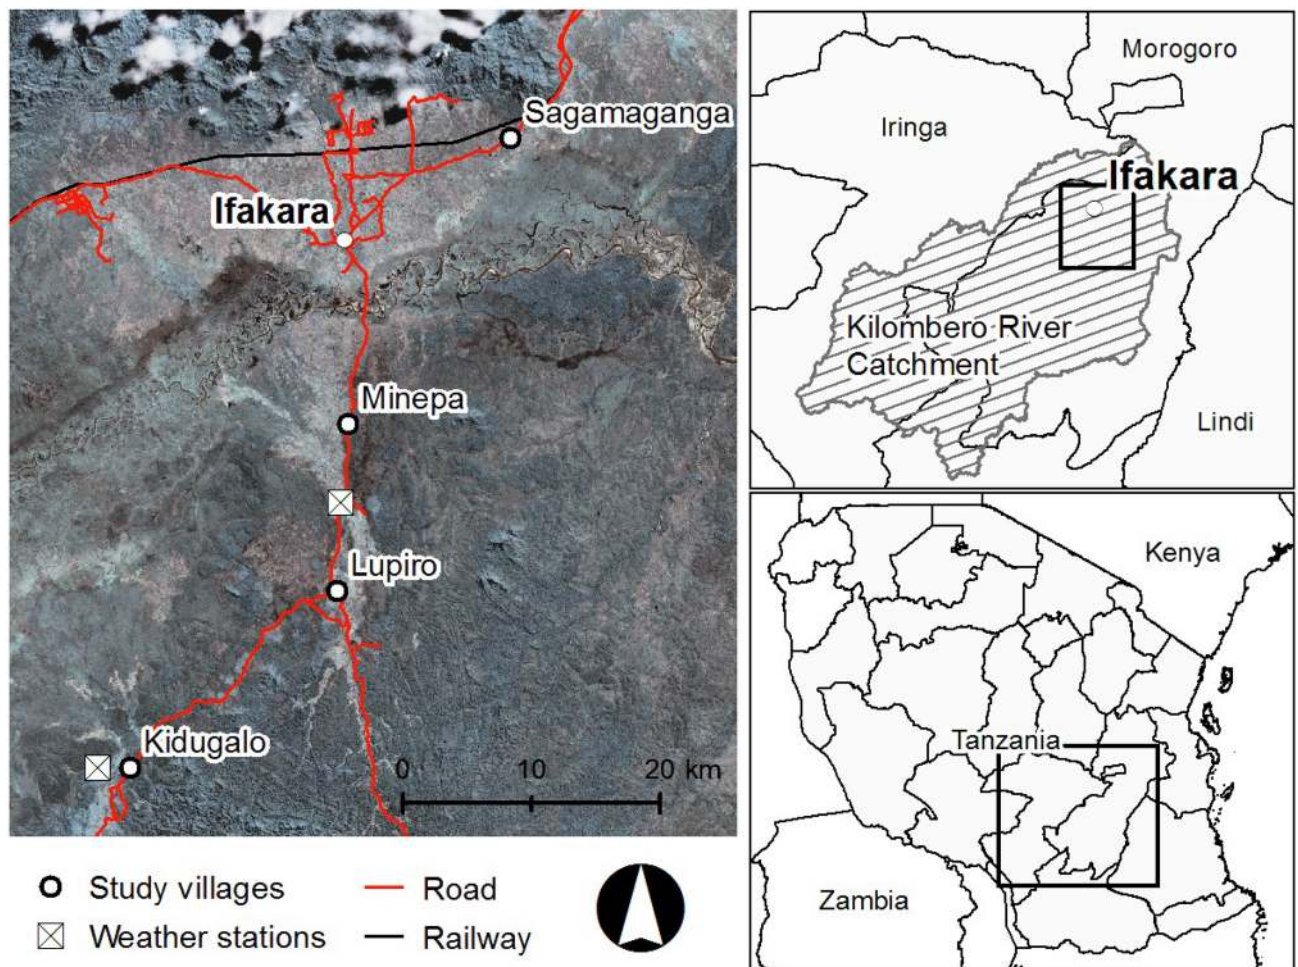 Sagamaganga
Ifakara
Minepa
Lupiro
Kidugalo
0 10 20 km
Study villages
Weather stations
Road
Railway
Morogoro
Iringa
Ifakara
Kilombero River
Catchment
Lindi
Kenya
Tanzania
Zambia